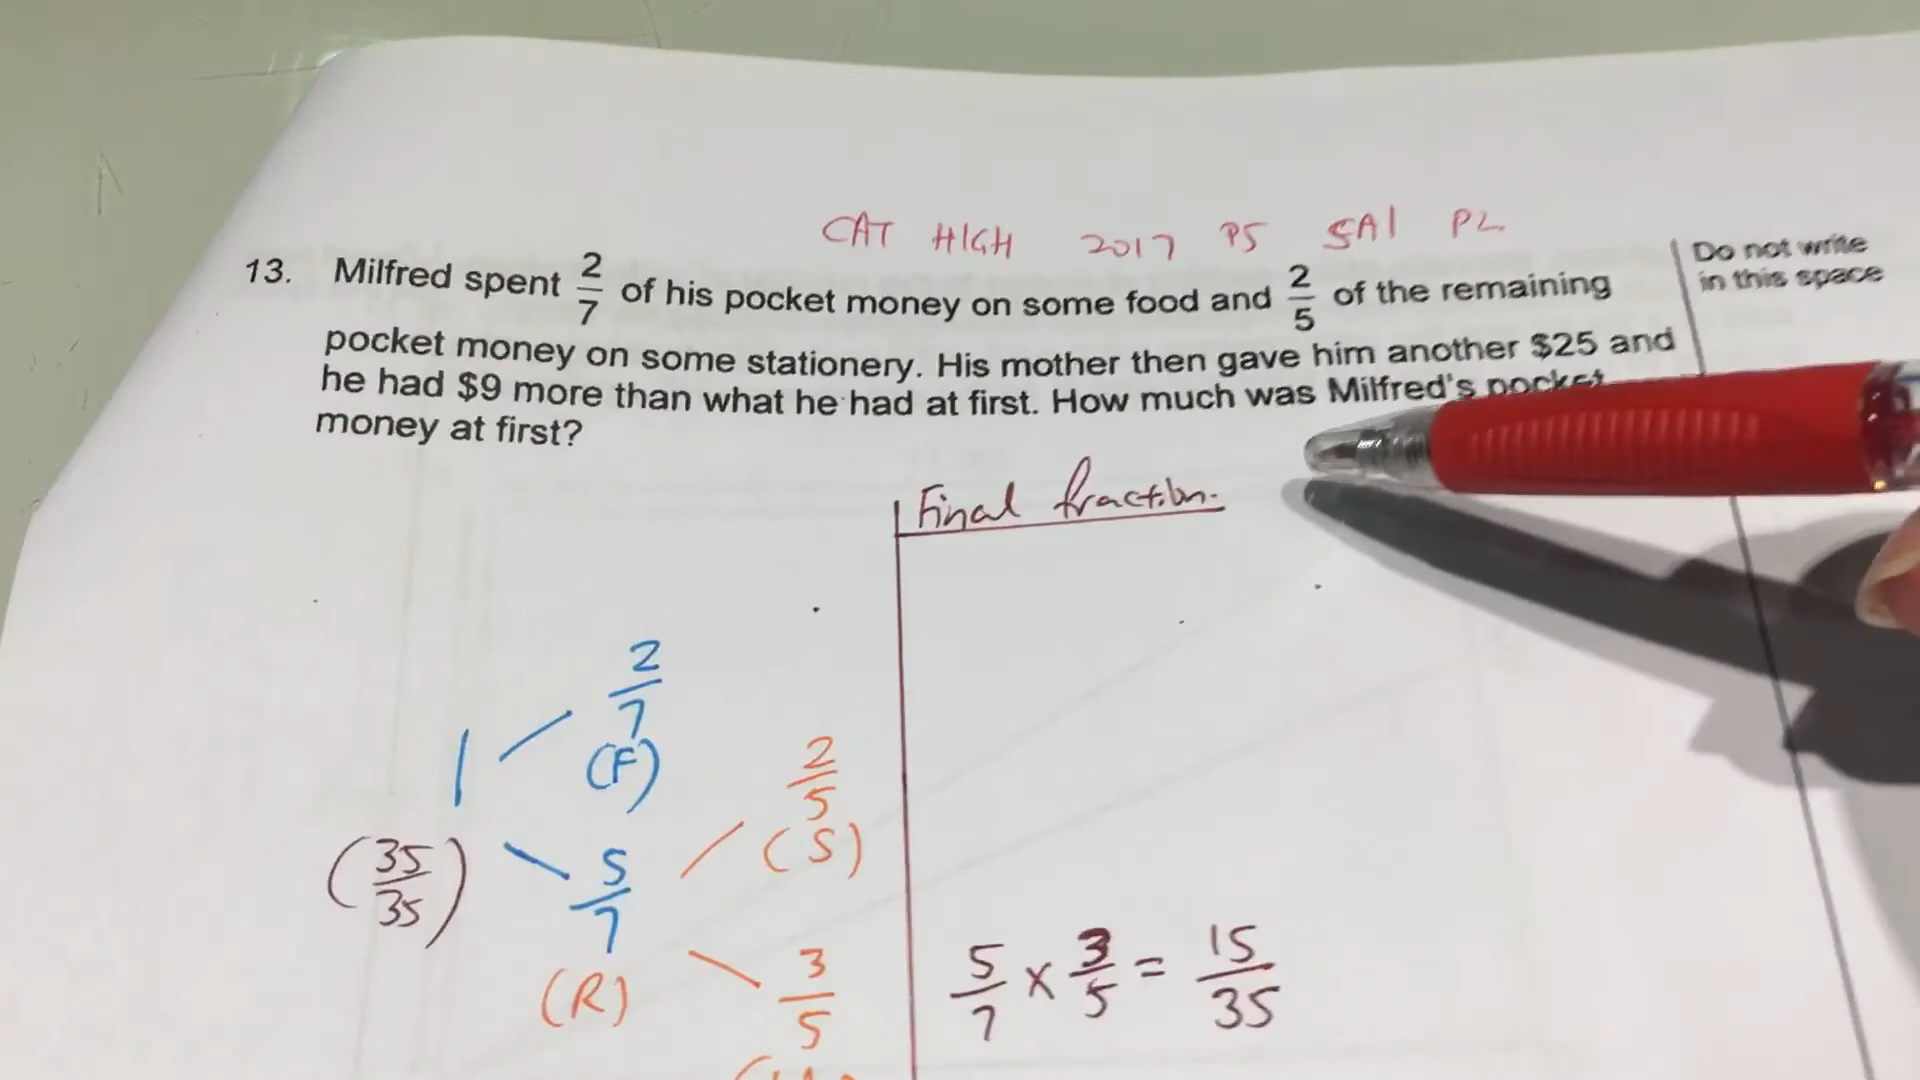 CAT HIGH 2017 P5 SA1 P2
Do not write
in this space
13. Milfred spent 2/7 of his pocket money on some food and 2/5 of the remaining
pocket money on some stationery. His mother then gave him another $25 and
he had $9 more than what he had at first. How much was Milfred's pocket
money at first?
Final fraction.
2/7
(F)
1
2/5
(S)
(35/35)
5/7
(R)
3/5
5/7 x 3/5 = 15/35